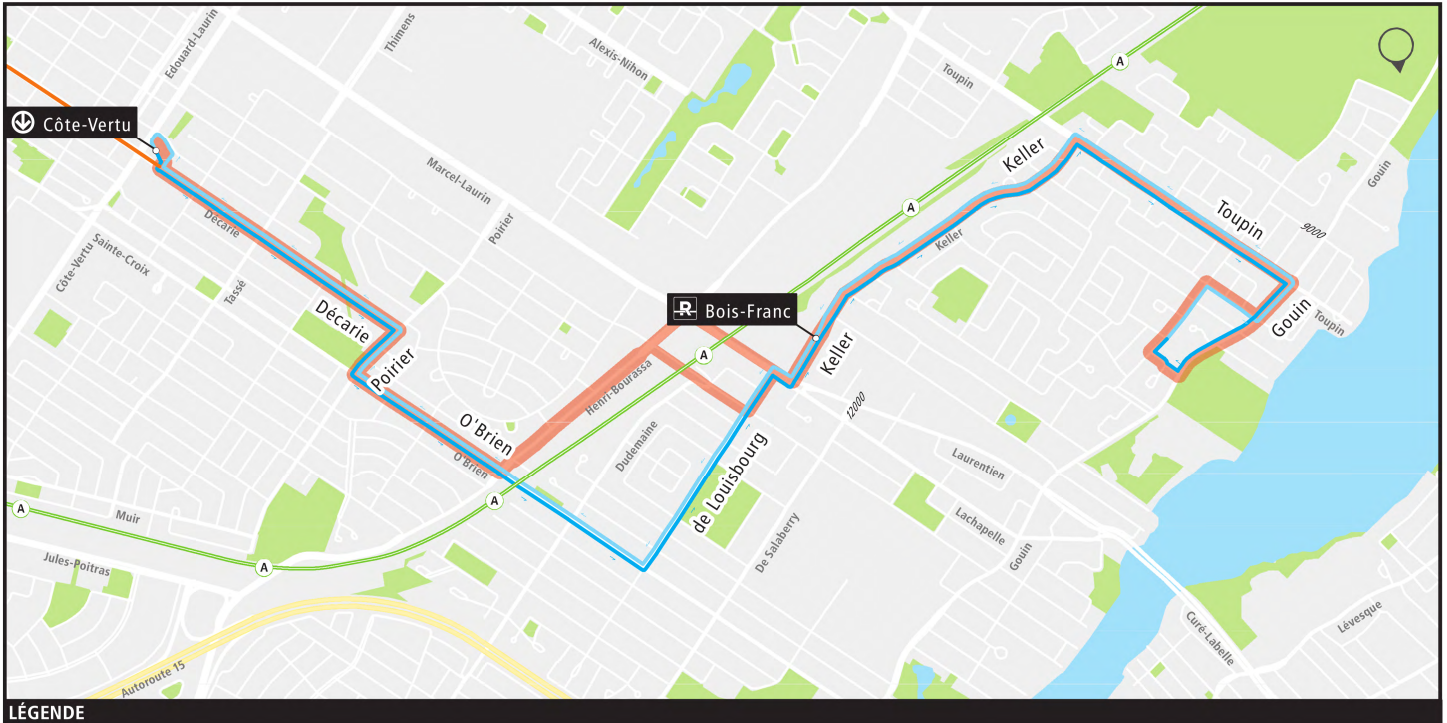 Edouard-Laurin
Thimens
Alexis-Nihon
Toupin
A
Côte-Vertu
Keller
Gouin
Marcel-Laurin
A
Toupin
9000
Décarie
Poirier
Keller
Sainte-Croix
Côte-Vertu
Tassé
R
Bois-Franc
Décarie
Gouin
Toupin
Keller
A
Poirier
Henri-Bourassa
12000
O'Brien
Dudemaine
O'Brien
de Louisbourg
Laurentien
A
A
Muir
De Salaberry
Lachapelle
Gouin
Jules-Poitras
A
Curé-Labelle
Lévesque
Autoroute 15
LÉGENDE